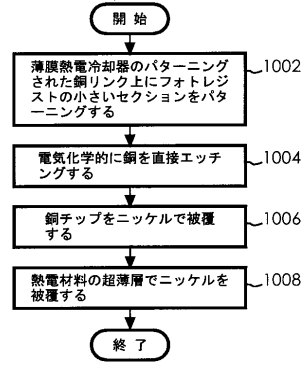 開始
薄膜熱電冷却器のパターニング
された銅リンク上にフォトレジ
ストの小さいセクションをパタ
ーニングする
1002
電気化学的に銅を直接エッチ
ングする
1004
銅チップをニッケルで被覆
する
1006
熱電材料の超薄層でニッケルを
被覆する
1008
終了